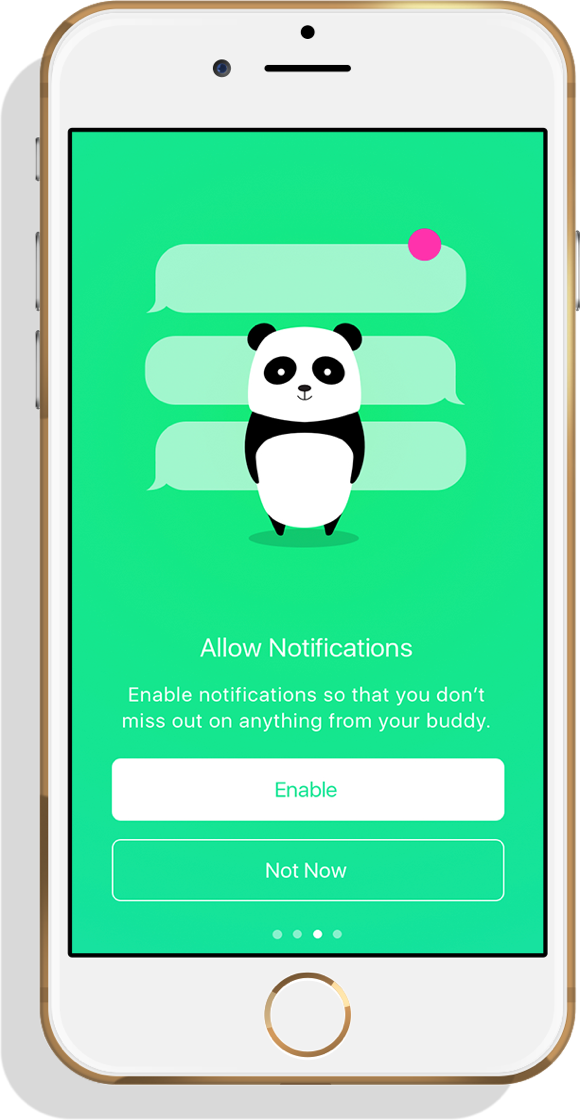 Allow Notifications
Enable notifications so that you don’t
miss out on anything from your buddy.
Enable
Not Now